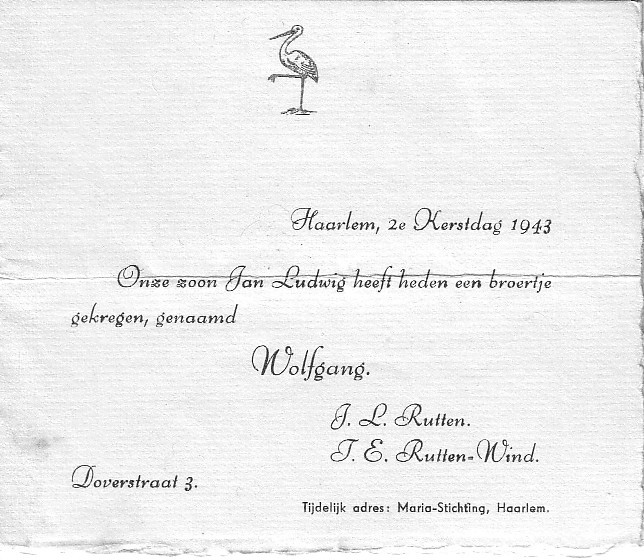 Haarlem, 2e Kerstdag 1943
Onze zoon Jan Ludwig heeft heden een broertje
gekregen, genaamd
Wolfgang.
J. L. Rutten.
T. E. Rutten-Wind.
Doverstraat 3.
Tijdelijk adres: Maria-Stichting, Haarlem.